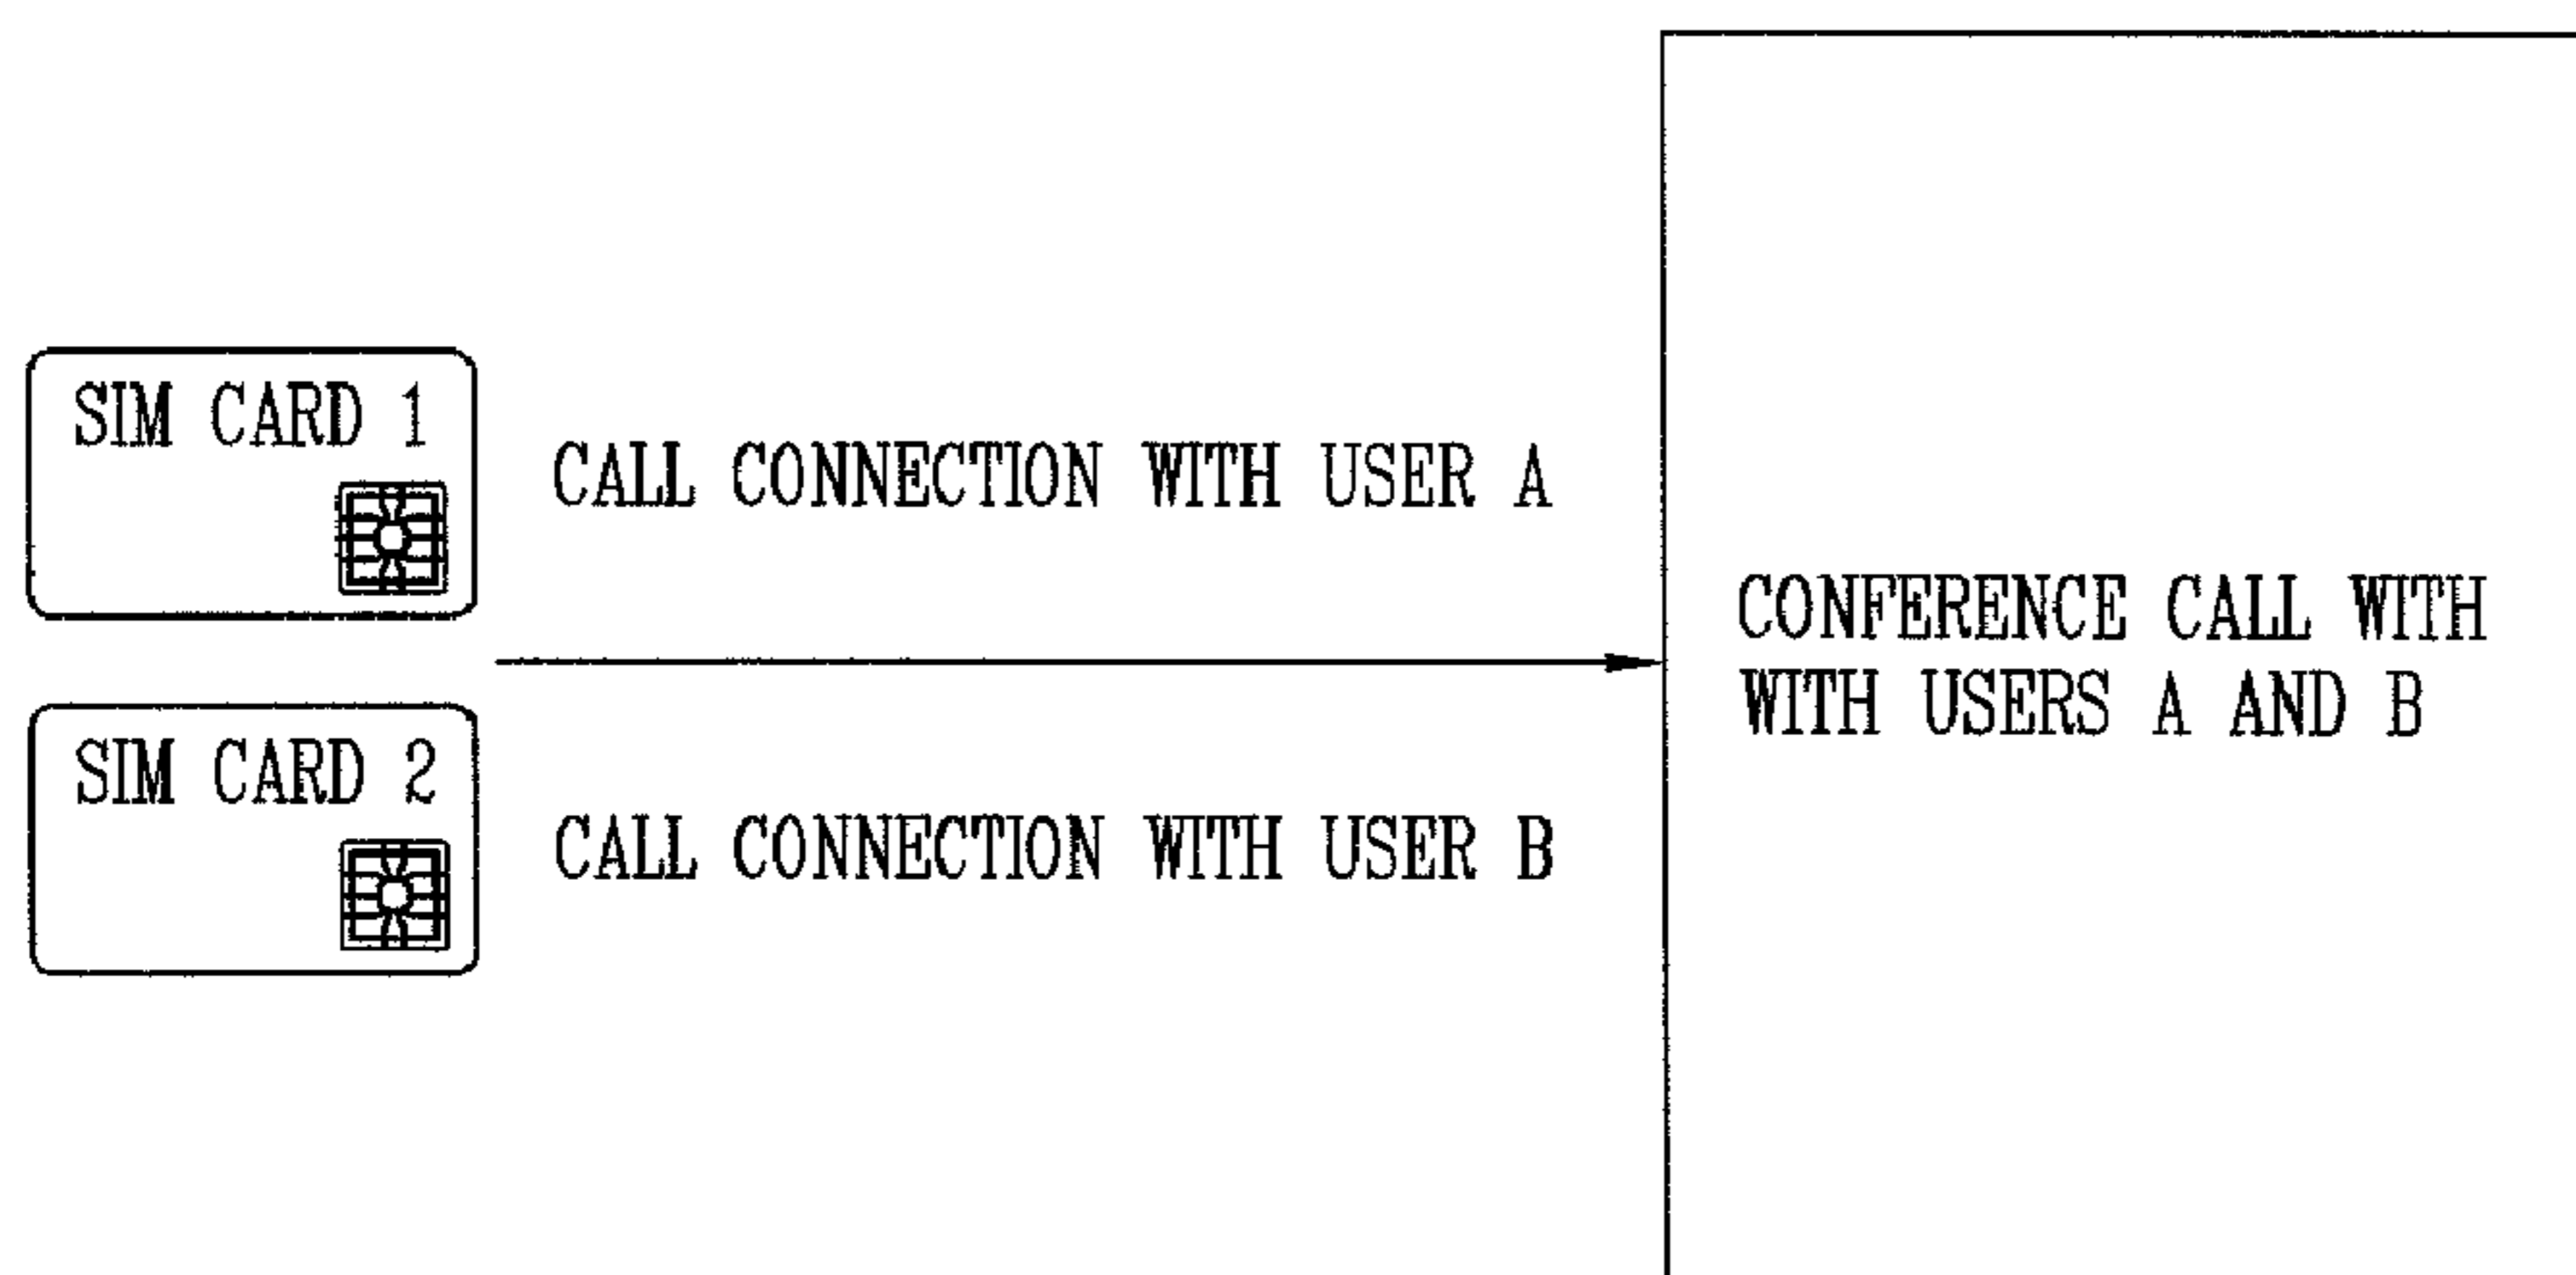 SIM CARD 1
CALL CONNECTION WITH USER A
SIM CARD 2
CALL CONNECTION WITH USER B
CONFERENCE CALL WITH
WITH USERS A AND B